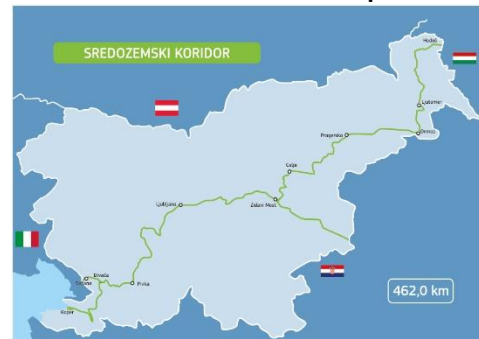 SREDOZEMSKI KORIDOR
Hodoš
Ljutomer
Ormož
Pragersko
Celje
Zidani Most
Ljubljana
Divača
Sežana
Pivka
Koper
462,0 km